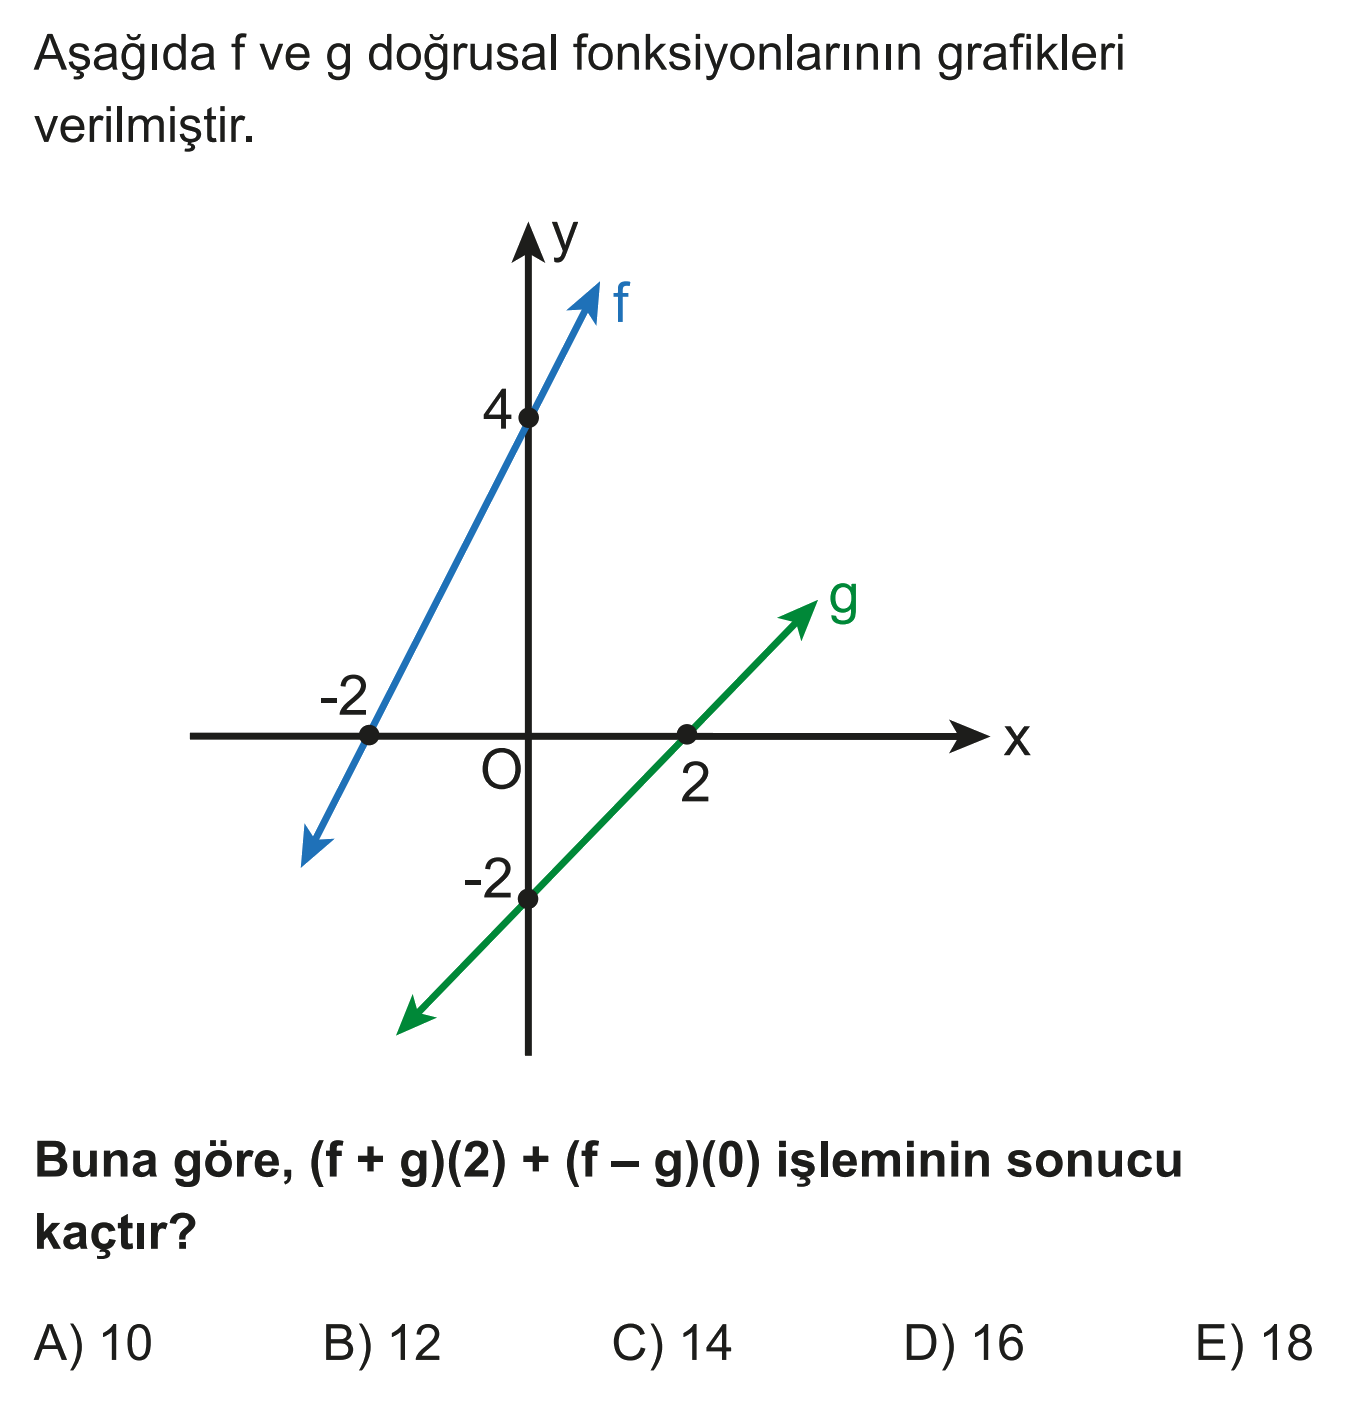 Aşağıda f ve g doğrusal fonksiyonlarının grafikleri
verilmiştir.
y
f
4
g
-2
x
O
2
-2
Buna göre, (f + g)(2) + (f – g)(0) işleminin sonucu
kaçtır?
A) 10 B) 12 C) 14 D) 16 E) 18